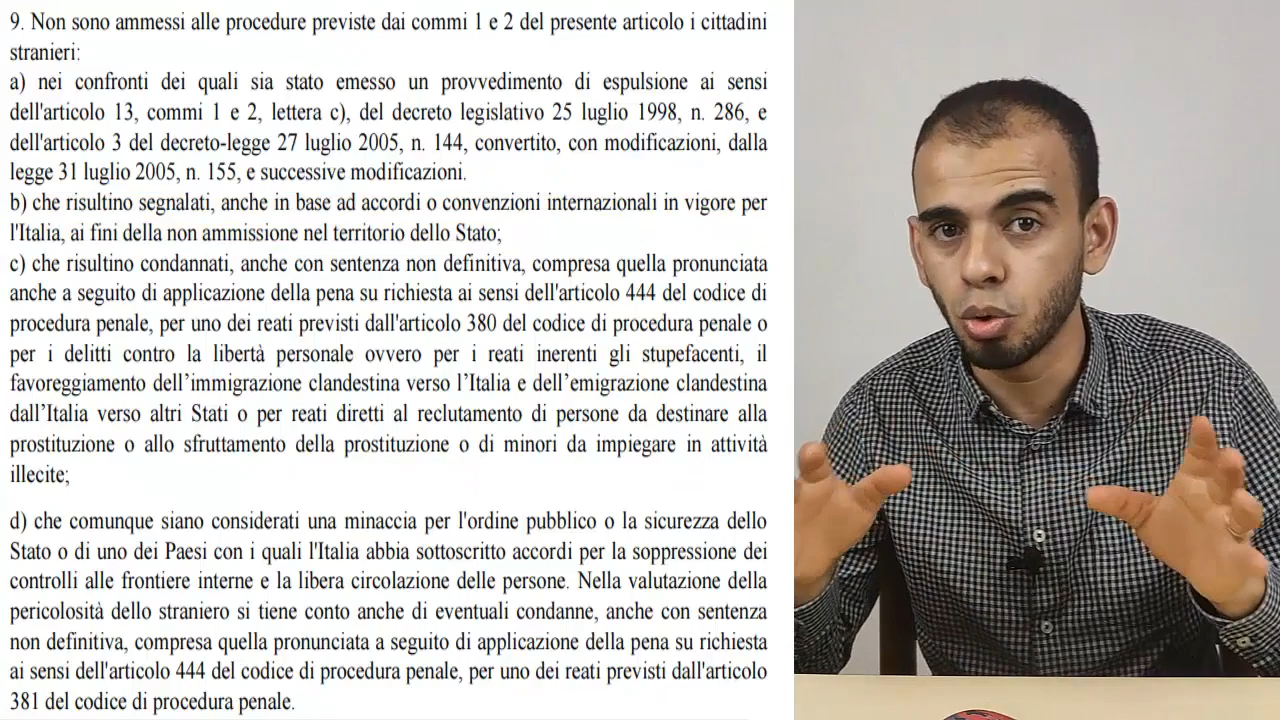 9. Non sono ammessi alle procedure previste dai commi 1 e 2 del presente articolo i cittadini
stranieri:
a) nei confronti dei quali sia stato emesso un provvedimento di espulsione ai sensi
dell'articolo 13, commi 1 e 2, lettera c), del decreto legislativo 25 luglio 1998, n. 286, e
dell'articolo 3 del decreto-legge 27 luglio 2005, n. 144, convertito, con modificazioni, dalla
legge 31 luglio 2005, n. 155, e successive modificazioni.
b) che risultino segnalati, anche in base ad accordi o convenzioni internazionali in vigore per
l'Italia, ai fini della non ammissione nel territorio dello Stato;
c) che risultino condannati, anche con sentenza non definitiva, compresa quella pronunciata
anche a seguito di applicazione della pena su richiesta ai sensi dell'articolo 444 del codice di
procedura penale, per uno dei reati previsti dall'articolo 380 del codice di procedura penale o
per i delitti contro la libertà personale ovvero per i reati inerenti gli stupefacenti, il
favoreggiamento dell’immigrazione clandestina verso l’Italia e dell’emigrazione clandestina
dall’Italia verso altri Stati o per reati diretti al reclutamento di persone da destinare alla
prostituzione o allo sfruttamento della prostituzione o di minori da impiegare in attività
illecite;
d) che comunque siano considerati una minaccia per l'ordine pubblico o la sicurezza dello
Stato o di uno dei Paesi con i quali l'Italia abbia sottoscritto accordi per la soppressione dei
controlli alle frontiere interne e la libera circolazione delle persone. Nella valutazione della
pericolosità dello straniero si tiene conto anche di eventuali condanne, anche con sentenza
non definitiva, compresa quella pronunciata a seguito di applicazione della pena su richiesta
ai sensi dell'articolo 444 del codice di procedura penale, per uno dei reati previsti dall'articolo
381 del codice di procedura penale.